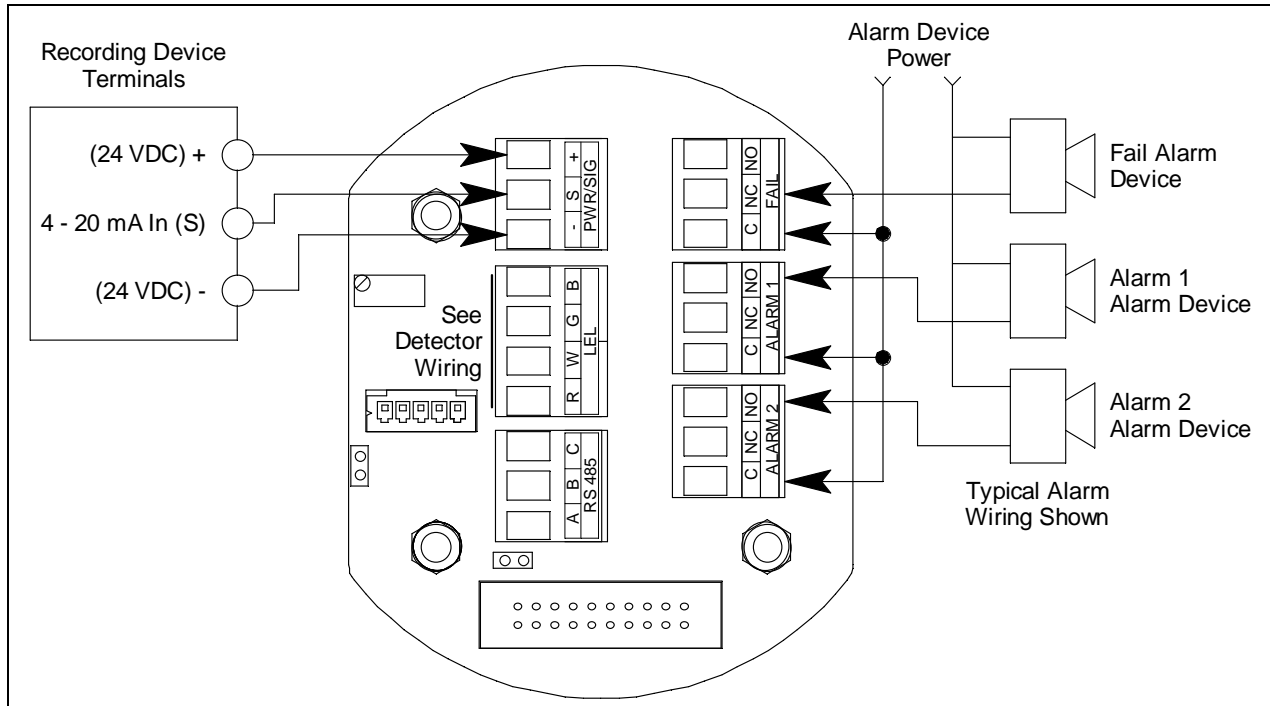 Recording Device
Terminals
(24 VDC) +
4 - 20 mA In (S)
(24 VDC) -
+
S
-
PWR/SIG
See
Detector
Wiring
B
G
W
R
LEL
C
B
A
RS 485
NO
NC
C
FAIL
NO
NC
C
ALARM 1
NO
NC
C
ALARM 2
Alarm Device
Power
Fail Alarm
Device
Alarm 1
Alarm Device
Alarm 2
Alarm Device
Typical Alarm
Wiring Shown